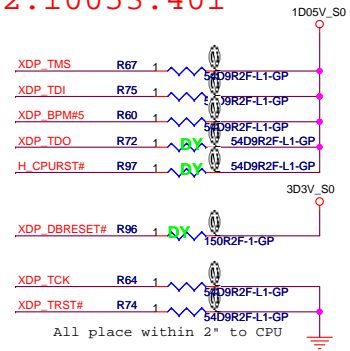 2.10053.401
1D05V_S0
XDP_TMS R67 1 54D9R2F-L1-GP
XDP_TDI R75 1 54D9R2F-L1-GP
XDP_BPM#5 R60 1 54D9R2F-L1-GP
XDP_TDO R72 1 DY 54D9R2F-L1-GP
H_CPURST# R97 1 DY 54D9R2F-L1-GP
3D3V_S0
XDP_DBRESET# R96 1 DY 150R2F-1-GP
XDP_TCK R64 1 54D9R2F-L1-GP
XDP_TRST# R74 1 54D9R2F-L1-GP
All place within 2" to CPU